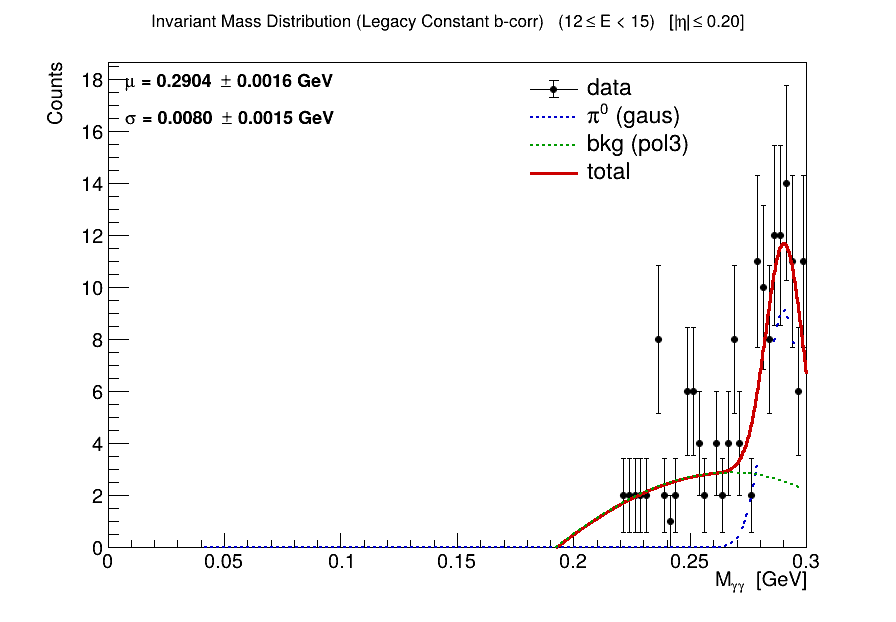 Invariant Mass Distribution (Legacy Constant b-corr) (12 ≤ E < 15) [|η| ≤ 0.20]
Counts
μ = 0.2904 ± 0.0016 GeV
σ = 0.0080 ± 0.0015 GeV
data
π⁰ (gaus)
bkg (pol3)
total
18
16
14
12
10
8
6
4
2
0
0 0.05 0.1 0.15 0.2 0.25 0.3
M_γγ [GeV]